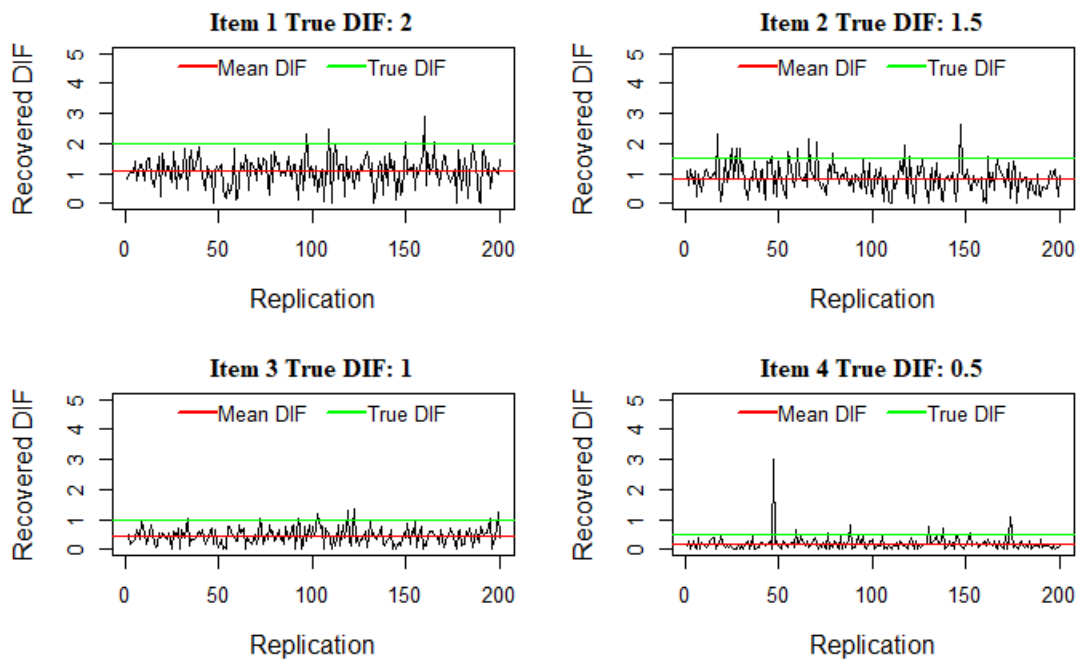 Item 1 True DIF: 2
Recovered DIF
5
4
3
2
1
0
Mean DIF True DIF
0 50 100 150 200
Replication
Item 2 True DIF: 1.5
Recovered DIF
5
4
3
2
1
0
Mean DIF True DIF
0 50 100 150 200
Replication
Item 3 True DIF: 1
Recovered DIF
5
4
3
2
1
0
Mean DIF True DIF
0 50 100 150 200
Replication
Item 4 True DIF: 0.5
Recovered DIF
5
4
3
2
1
0
Mean DIF True DIF
0 50 100 150 200
Replication